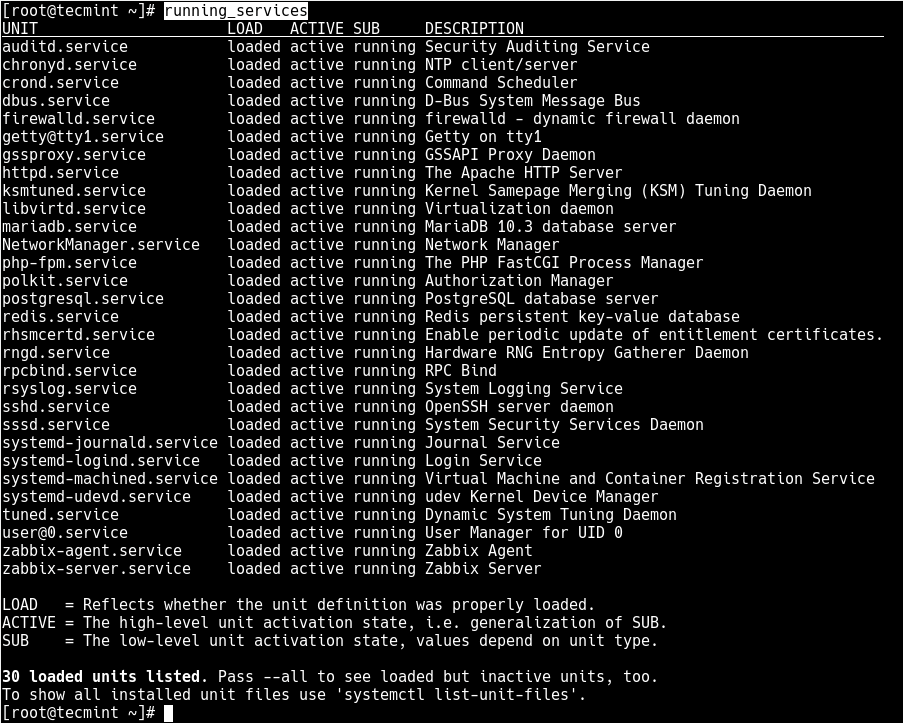 [root@tecmint ~]# running_services
UNIT                     LOAD   ACTIVE SUB     DESCRIPTION
auditd.service           loaded active running Security Auditing Service
chronyd.service          loaded active running NTP client/server
crond.service            loaded active running Command Scheduler
dbus.service             loaded active running D-Bus System Message Bus
firewalld.service        loaded active running firewalld - dynamic firewall daemon
getty@tty1.service       loaded active running Getty on tty1
gssproxy.service         loaded active running GSSAPI Proxy Daemon
httpd.service            loaded active running The Apache HTTP Server
ksmtuned.service         loaded active running Kernel Samepage Merging (KSM) Tuning Daemon
libvirtd.service         loaded active running Virtualization daemon
mariadb.service          loaded active running MariaDB 10.3 database server
NetworkManager.service   loaded active running Network Manager
php-fpm.service          loaded active running The PHP FastCGI Process Manager
polkit.service           loaded active running Authorization Manager
postgresql.service       loaded active running PostgreSQL database server
redis.service            loaded active running Redis persistent key-value database
rhsmcertd.service        loaded active running Enable periodic update of entitlement certificates.
rngd.service             loaded active running Hardware RNG Entropy Gatherer Daemon
rpcbind.service          loaded active running RPC Bind
rsyslog.service          loaded active running System Logging Service
sshd.service             loaded active running OpenSSH server daemon
sssd.service             loaded active running System Security Services Daemon
systemd-journald.service loaded active running Journal Service
systemd-logind.service   loaded active running Login Service
systemd-machined.service loaded active running Virtual Machine and Container Registration Service
systemd-udevd.service    loaded active running udev Kernel Device Manager
tuned.service            loaded active running Dynamic System Tuning Daemon
user@0.service           loaded active running User Manager for UID 0
zabbix-agent.service     loaded active running Zabbix Agent
zabbix-server.service    loaded active running Zabbix Server
LOAD   = Reflects whether the unit definition was properly loaded.
ACTIVE = The high-level unit activation state, i.e. generalization of SUB.
SUB    = The low-level unit activation state, values depend on unit type.
30 loaded units listed. Pass --all to see loaded but inactive units, too.
To show all installed unit files use 'systemctl list-unit-files'.
[root@tecmint ~]#